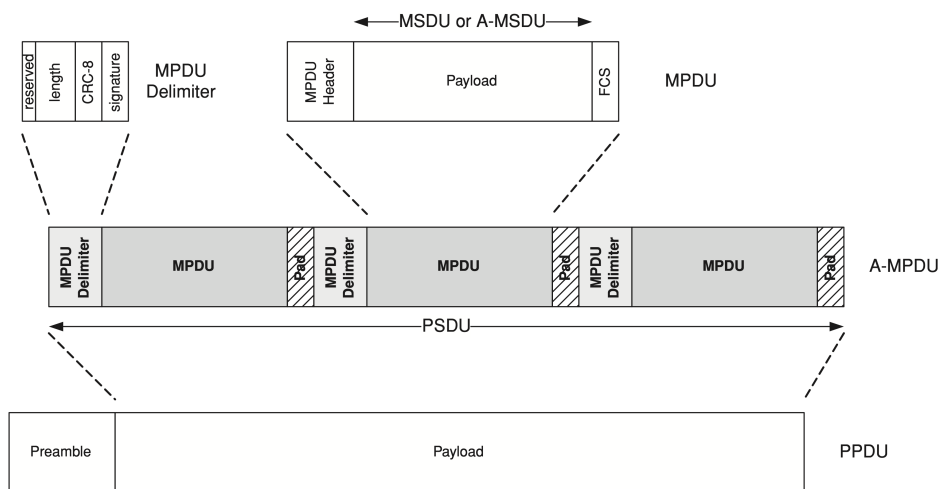 MSDU or A-MSDU
reserved
length
CRC-8
signature
MPDU
Delimiter
MPDU
Header
Payload
FCS
MPDU
MPDU
Delimiter
MPDU
Pad
MPDU
Delimiter
MPDU
Pad
MPDU
Delimiter
MPDU
Pad
A-MPDU
PSDU
Preamble
Payload
PPDU